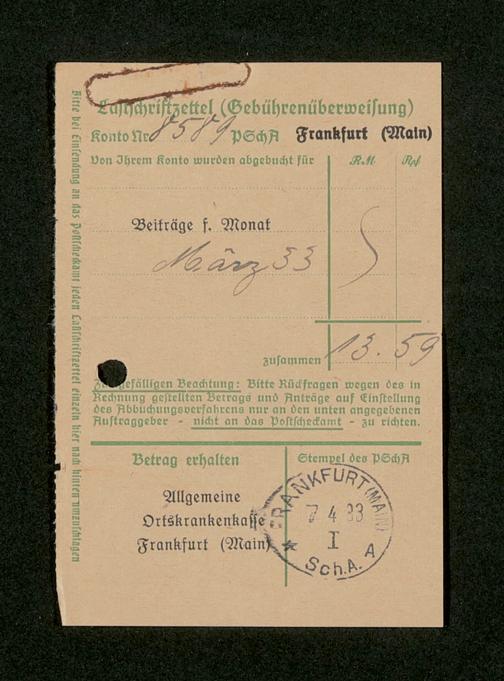 Lastschriftzettel (Gebührenüberweisung)
Konto Nr 8589 PSchA Frankfurt (Main)
Von Ihrem Konto wurden abgebucht für RM Rpf
Beiträge f. Monat
März 33
zusammen 13.59
Zur gefälligen Beachtung: Bitte Rückfragen wegen des in
Rechnung gestellten Betrags und Anträge auf Einstellung
des Abbuchungsverfahrens nur an den unten angegebenen
Auftraggeber - nicht an das Postscheckamt - zu richten.
Betrag erhalten
Allgemeine
Ortskrankenkasse
Frankfurt (Main)
Stempel des PSchA
FRANKFURT (MAIN)
7 4 33
I
* Sch.A. A
Bitte bei Einsendung an das Postscheckamt jeden Lastschriftzettel einzeln hier nach hinten umzuschlagen